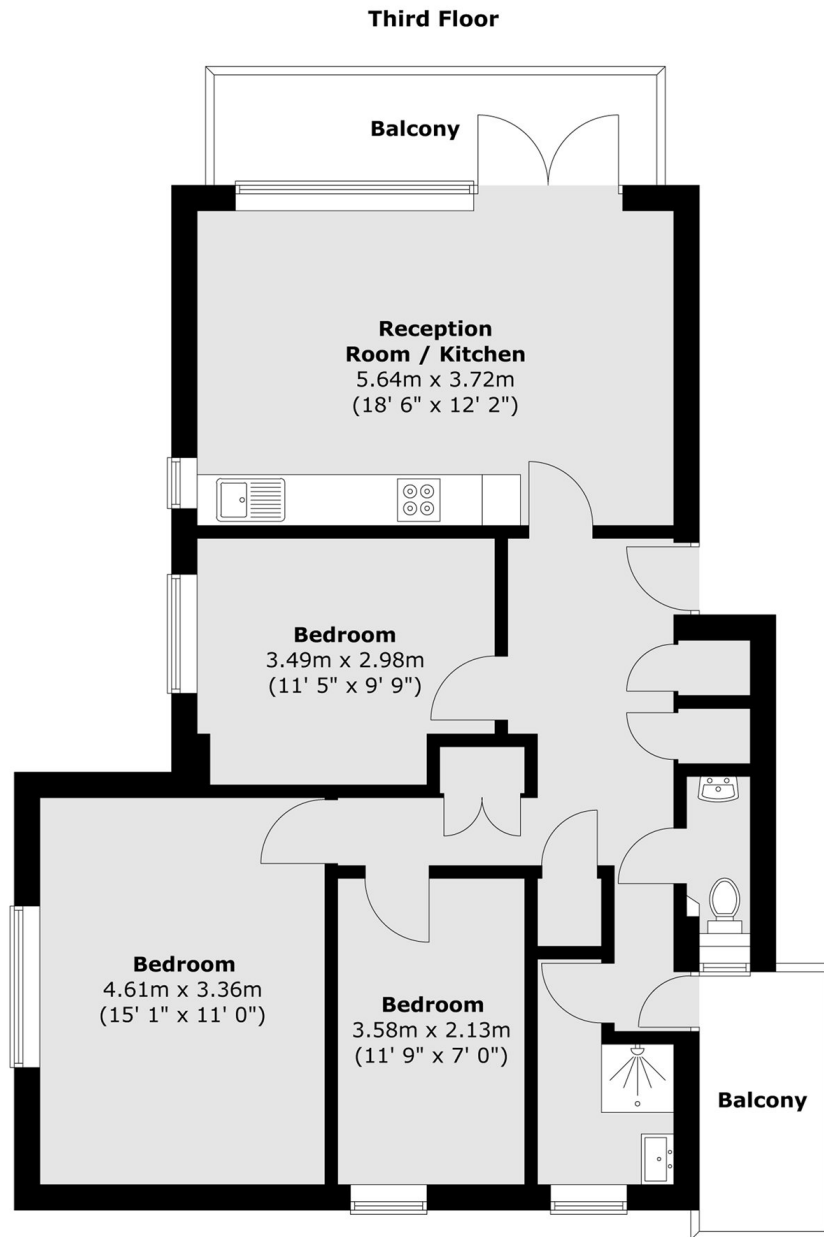 Third Floor
Balcony
Reception
Room / Kitchen
5.64m x 3.72m
(18' 6" x 12' 2")
Bedroom
3.49m x 2.98m
(11' 5" x 9' 9")
Bedroom
4.61m x 3.36m
(15' 1" x 11' 0")
Bedroom
3.58m x 2.13m
(11' 9" x 7' 0")
Balcony